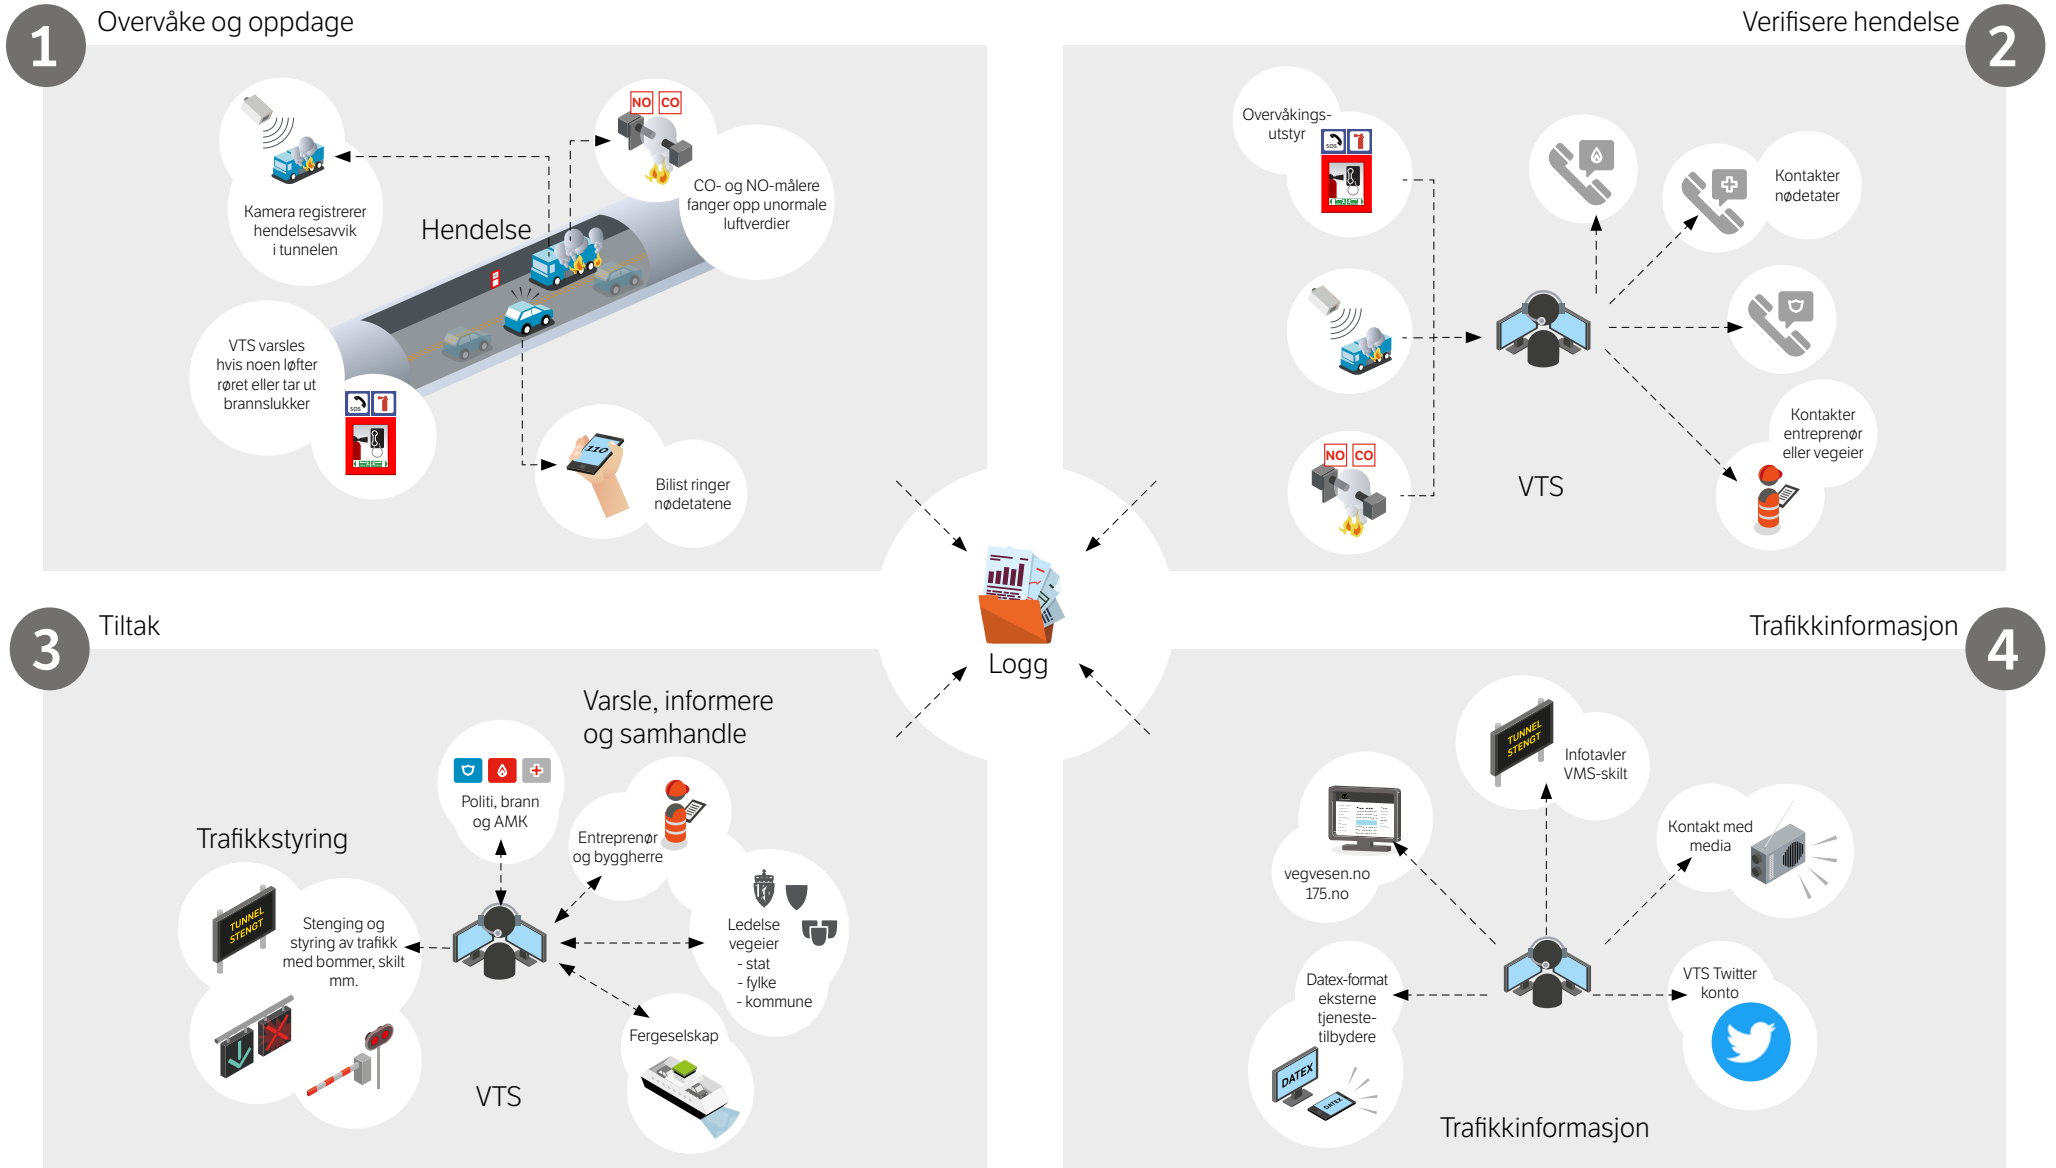 1
Overvåke og oppdage
NO CO
CO- og NO-målere
fanger opp unormale
luftverdier
Kamera registrerer
hendelsesavvik
i tunnelen
Hendelse
VTS varsles
hvis noen løfter
røret eller tar ut
brannslukker
SOS
110
Bilist ringer
nødetatene
Verifisere hendelse
2
Overvåkings-
utstyr
SOS
NO CO
VTS
Kontakter
nødetater
Kontakter
entreprenør
eller vegeier
Logg
3
Tiltak
Varsle, informere
og samhandle
Politi, brann
og AMK
Entreprenør
og byggherre
Trafikkstyring
TUNNEL
STENGT
Stenging og
styring av trafikk
med bommer, skilt
mm.
Ledelse
vegeier
- stat
- fylke
- kommune
Fergeselskap
VTS
Trafikkinformasjon
4
TUNNEL
STENGT
Infotavler
VMS-skilt
vegvesen.no
175.no
Kontakt med
media
Datex-format
eksterne
tjeneste-
tilbydere
DATEX
DATEX
VTS Twitter
konto
Trafikkinformasjon